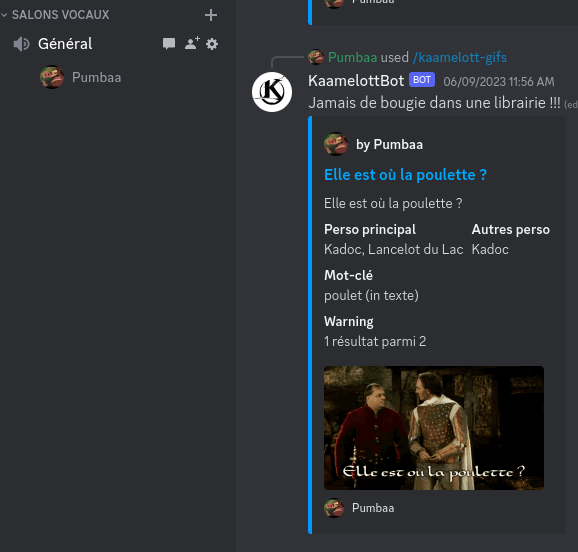 SALONS VOCAUX
Général
Pumbaa
Pumbaa
Pumbaa used /kaamelott-gifs
KaamelottBot BOT 06/09/2023 11:56 AM
Jamais de bougie dans une librairie !!! (ed
by Pumbaa
Elle est où la poulette ?
Elle est où la poulette ?
Perso principal Autres perso
Kadoc, Lancelot du Lac Kadoc
Mot-clé
poulet (in texte)
Warning
1 résultat parmi 2
Elle est ou la poulette ?
Pumbaa